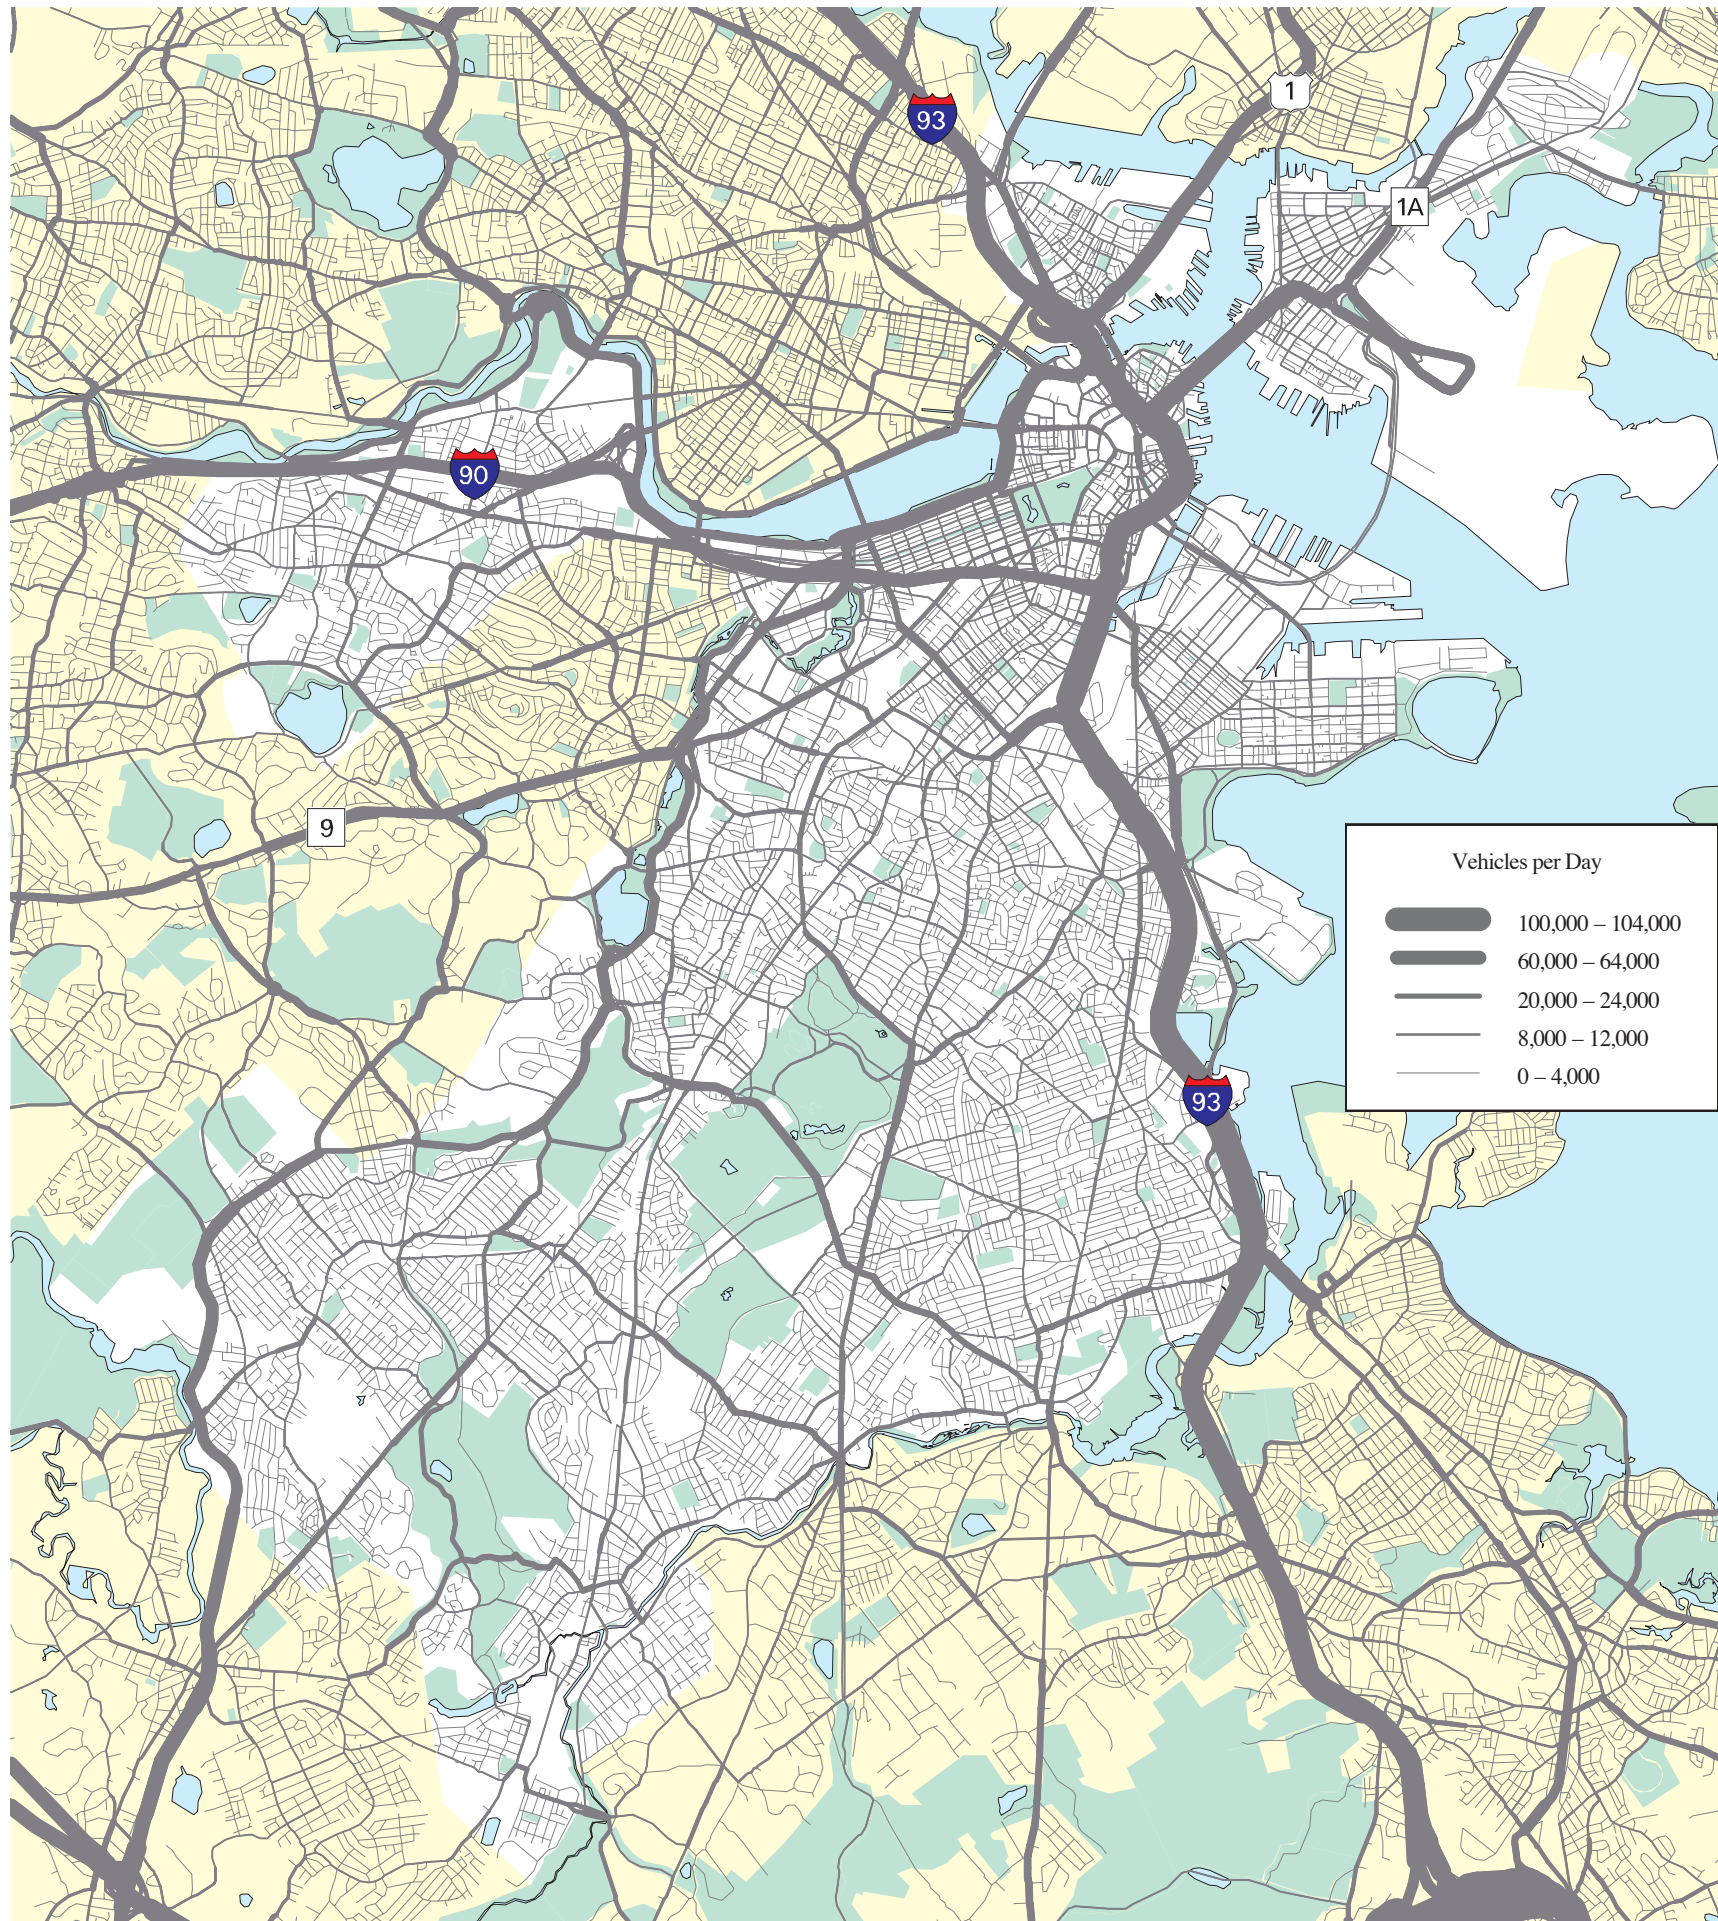 1
93
1A
90
9
Vehicles per Day
100,000 – 104,000
60,000 – 64,000
20,000 – 24,000
8,000 – 12,000
0 – 4,000
93